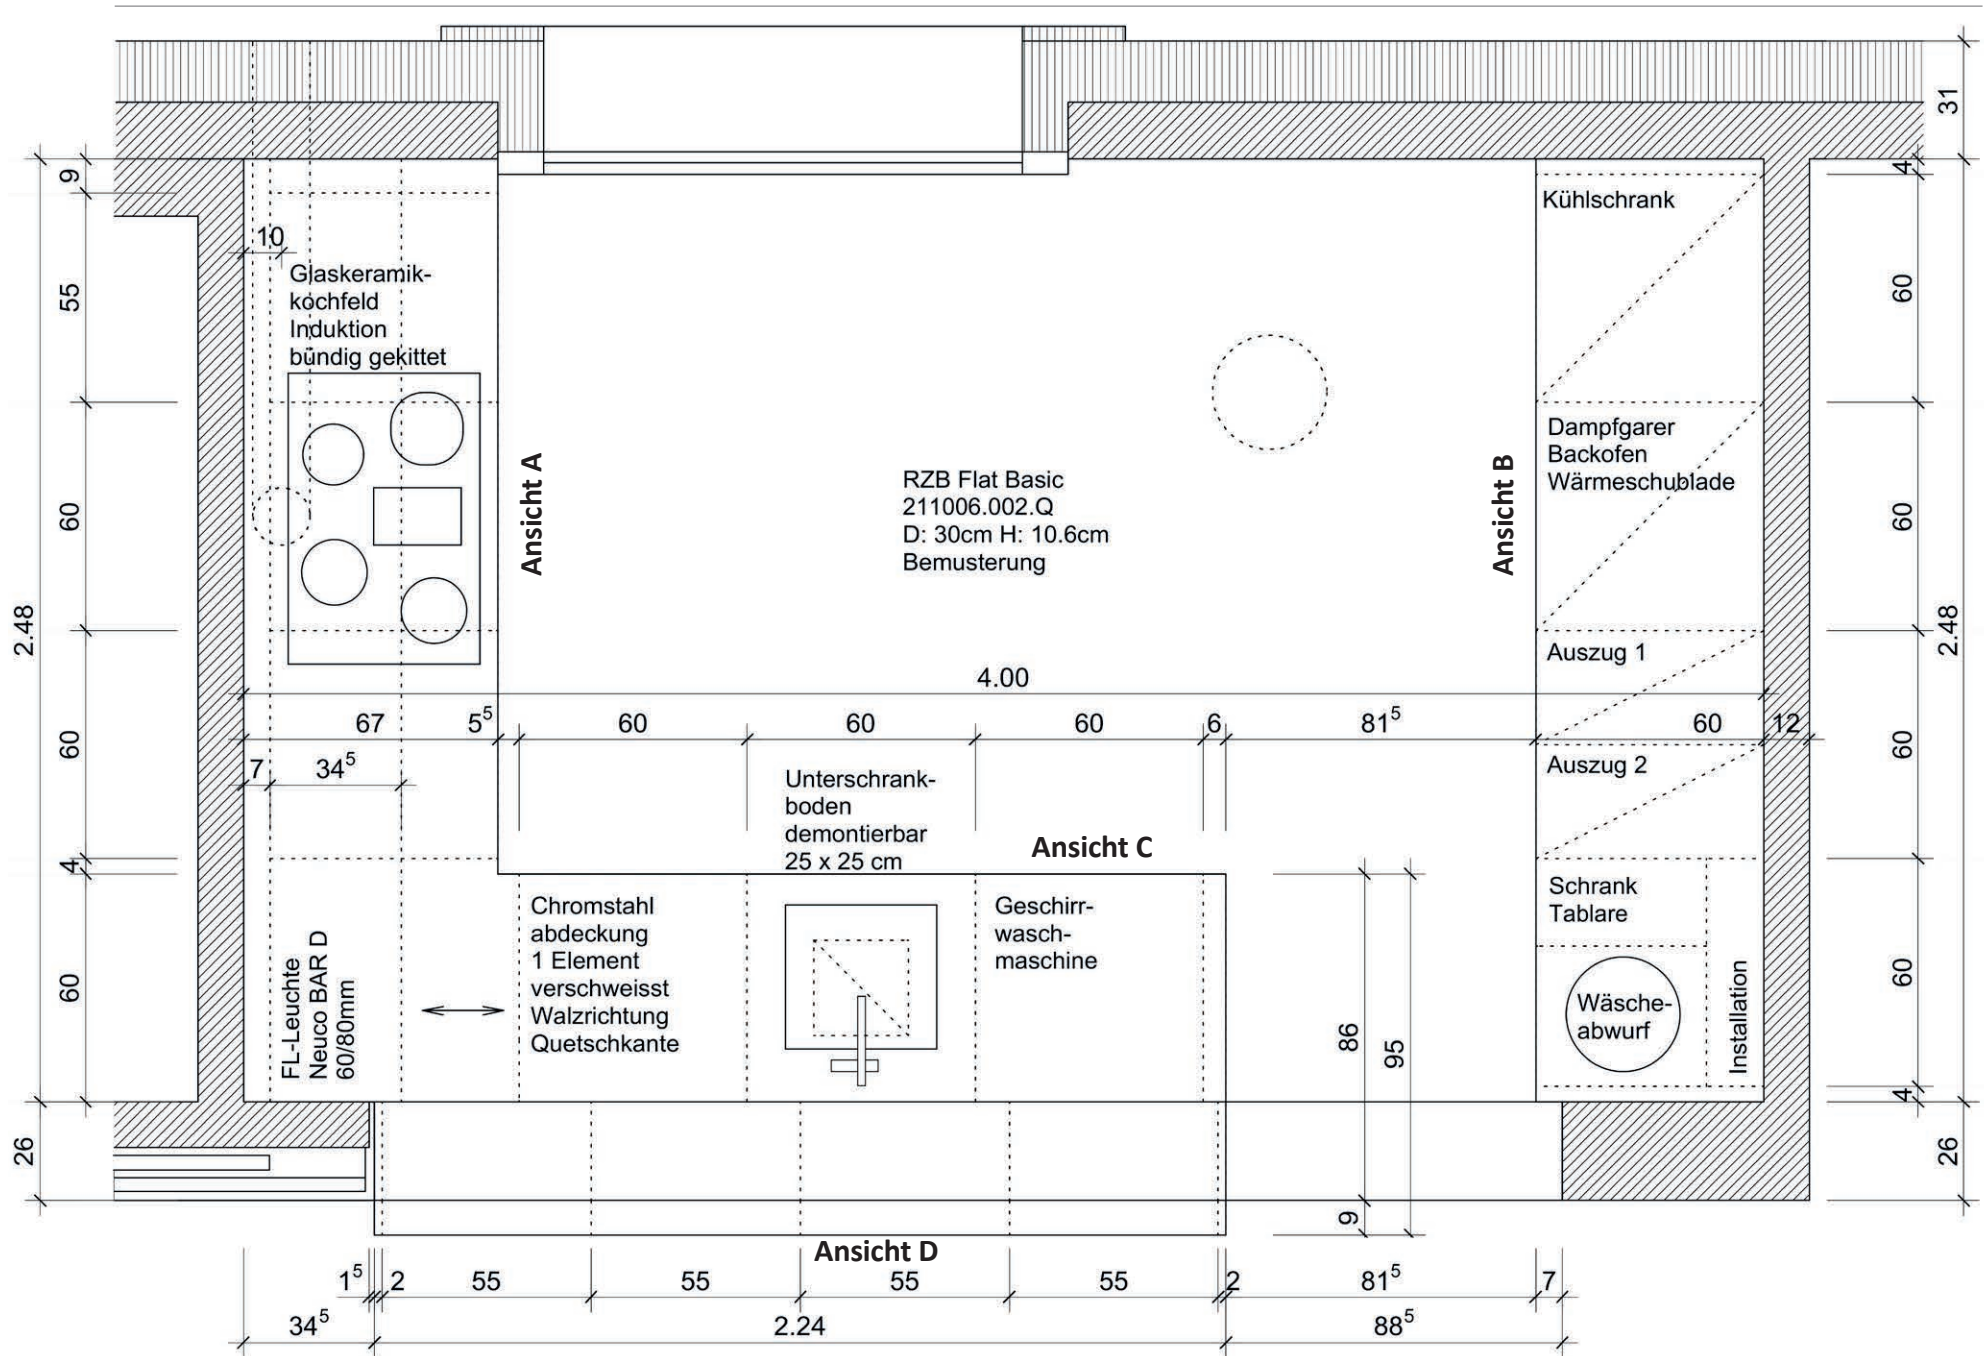 31
9
4
Kühlschrank
10
Glaskeramik-
kochfeld
Induktion
bündig gekittet
55
60
Dampfgarer
Backofen
Wärmeschublade
Ansicht A
Ansicht B
RZB Flat Basic
211006.002.Q
D: 30cm H: 10.6cm
Bemusterung
60
60
2.48
2.48
Auszug 1
4.00
67 5⁵ 60 60 60 6 81⁵ 60 12
60
60
7 34⁵
Auszug 2
Unterschrank-
boden
demontierbar
25 x 25 cm
Ansicht C
4
Schrank
Tablare
Chromstahl
abdeckung
1 Element
verschweisst
Walzrichtung
Quetschkante
Geschirr-
wasch-
maschine
FL-Leuchte
Neuco BAR D
60/80mm
60
60
Wäsche-
abwurf
Installation
86
95
4
26
26
9
Ansicht D
1⁵ 2 55 55 55 55 2 81⁵ 7
34⁵ 2.24 88⁵